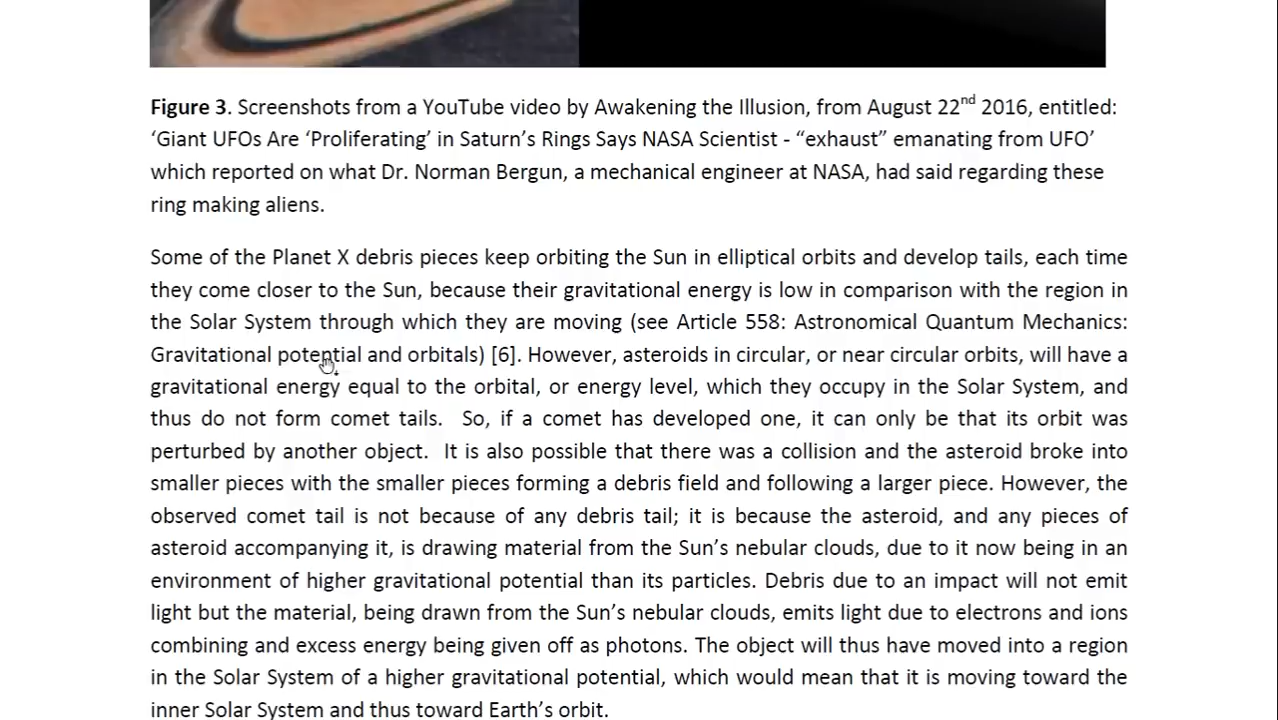 Figure 3. Screenshots from a YouTube video by Awakening the Illusion, from August 22nd 2016, entitled:
‘Giant UFOs Are ‘Proliferating’ in Saturn’s Rings Says NASA Scientist - “exhaust” emanating from UFO’
which reported on what Dr. Norman Bergun, a mechanical engineer at NASA, had said regarding these
ring making aliens.
Some of the Planet X debris pieces keep orbiting the Sun in elliptical orbits and develop tails, each time
they come closer to the Sun, because their gravitational energy is low in comparison with the region in
the Solar System through which they are moving (see Article 558: Astronomical Quantum Mechanics:
Gravitational potential and orbitals) [6]. However, asteroids in circular, or near circular orbits, will have a
gravitational energy equal to the orbital, or energy level, which they occupy in the Solar System, and
thus do not form comet tails.  So, if a comet has developed one, it can only be that its orbit was
perturbed by another object.  It is also possible that there was a collision and the asteroid broke into
smaller pieces with the smaller pieces forming a debris field and following a larger piece. However, the
observed comet tail is not because of any debris tail; it is because the asteroid, and any pieces of
asteroid accompanying it, is drawing material from the Sun’s nebular clouds, due to it now being in an
environment of higher gravitational potential than its particles. Debris due to an impact will not emit
light but the material, being drawn from the Sun’s nebular clouds, emits light due to electrons and ions
combining and excess energy being given off as photons. The object will thus have moved into a region
in the Solar System of a higher gravitational potential, which would mean that it is moving toward the
inner Solar System and thus toward Earth’s orbit.